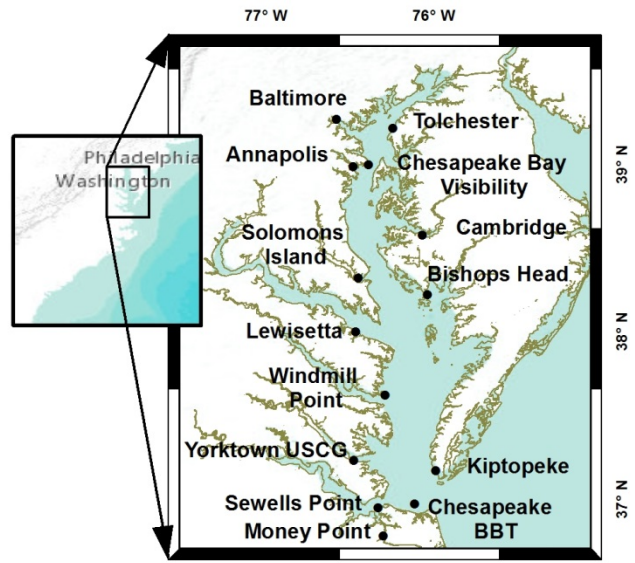 77° W 76° W
Baltimore
Tolchester
Annapolis
Chesapeake Bay
Visibility
Philadelphia
Washington
Cambridge
Solomons
Island
Bishops Head
Lewisetta
Windmill
Point
Yorktown USCG
Kiptopeke
Sewells Point
Chesapeake
BBT
Money Point
39° N
38° N
37° N